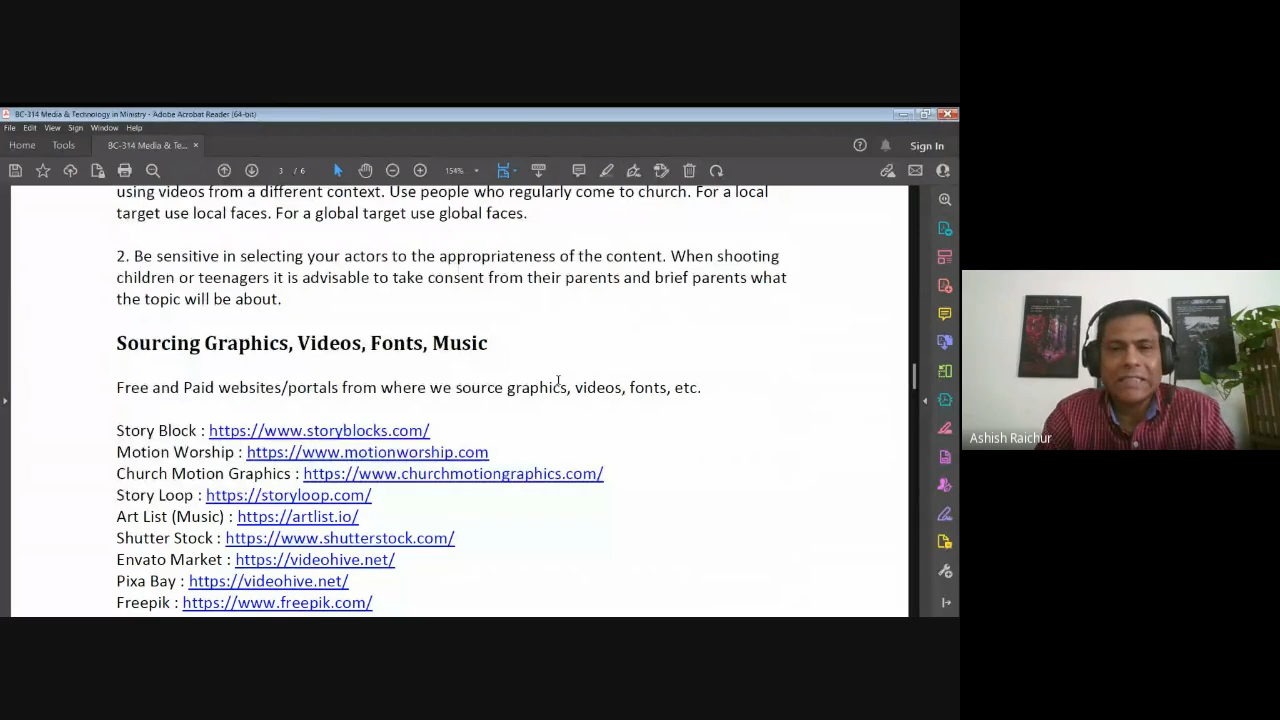 BC-314 Media & Technology in Ministry - Adobe Acrobat Reader (64-bit)
File Edit View Sign Window Help
Home Tools BC-314 Media & Te... × Sign In
3 / 6 154%
using videos from a different context. Use people who regularly come to church. For a local
target use local faces. For a global target use global faces.
2. Be sensitive in selecting your actors to the appropriateness of the content. When shooting
children or teenagers it is advisable to take consent from their parents and brief parents what
the topic will be about.
Sourcing Graphics, Videos, Fonts, Music
Free and Paid websites/portals from where we source graphics, videos, fonts, etc.
Story Block : https://www.storyblocks.com/
Motion Worship : https://www.motionworship.com
Church Motion Graphics : https://www.churchmotiongraphics.com/
Story Loop : https://storyloop.com/
Art List (Music) : https://artlist.io/
Shutter Stock : https://www.shutterstock.com/
Envato Market : https://videohive.net/
Pixa Bay : https://videohive.net/
Freepik : https://www.freepik.com/
Ashish Raichur